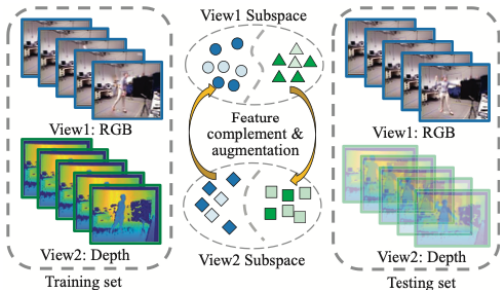 View1 Subspace
View1: RGB
Feature
complement &
augmentation
View1: RGB
View2: Depth
View2 Subspace
View2: Depth
Training set
Testing set